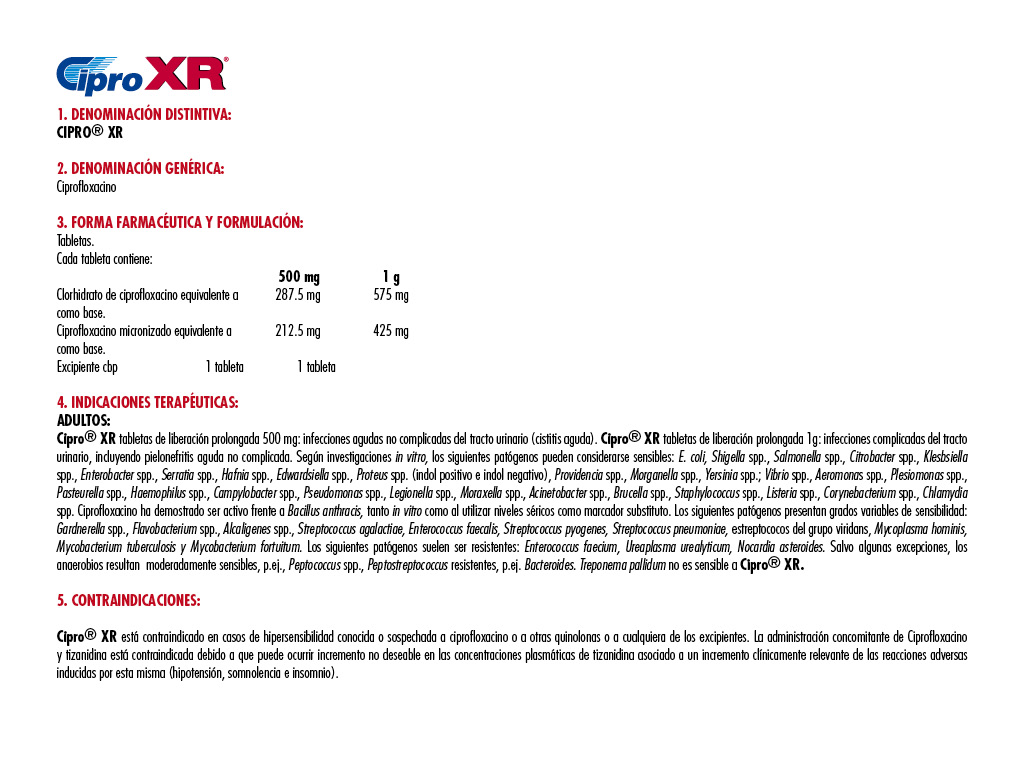 Cipro XR®
1. DENOMINACIÓN DISTINTIVA:
CIPRO® XR
2. DENOMINACIÓN GENÉRICA:
Ciprofloxacino
3. FORMA FARMACÉUTICA Y FORMULACIÓN:
Tabletas.
Cada tableta contiene:
500 mg 1 g
Clorhidrato de ciprofloxacino equivalente a 287.5 mg 575 mg
como base.
Ciprofloxacino micronizado equivalente a 212.5 mg 425 mg
como base.
Excipiente cbp 1 tableta 1 tableta
4. INDICACIONES TERAPÉUTICAS:
ADULTOS:
Cipro® XR tabletas de liberación prolongada 500 mg: infecciones agudas no complicadas del tracto urinario (cistitis aguda). Cipro® XR tabletas de liberación prolongada 1g: infecciones complicadas del tracto
urinario, incluyendo pielonefritis aguda no complicada. Según investigaciones in vitro, los siguientes patógenos pueden considerarse sensibles: E. coli, Shigella spp., Salmonella spp., Citrobacter spp., Klesbsiella
spp., Enterobacter spp., Serratia spp., Hafnia spp., Edwardsiella spp., Proteus spp. (indol positivo e indol negativo), Providencia spp., Morganella spp., Yersinia spp.; Vibrio spp., Aeromonas spp., Plesiomonas spp.,
Pasteurella spp., Haemophilus spp., Campylobacter spp., Pseudomonas spp., Legionella spp., Moraxella spp., Acinetobacter spp., Brucella spp., Staphylococcus spp., Listeria spp., Corynebacterium spp., Chlamydia
spp. Ciprofloxacino ha demostrado ser activo frente a Bacillus anthracis, tanto in vitro como al utilizar niveles séricos como marcador substituto. Los siguientes patógenos presentan grados variables de sensibilidad:
Gardnerella spp., Flavobacterium spp., Alcaligenes spp., Streptococcus agalactiae, Enterococcus faecalis, Streptococcus pyogenes, Streptococcus pneumoniae, estreptococos del grupo viridans, Mycoplasma hominis,
Mycobacterium tuberculosis y Mycobacterium fortuitum. Los siguientes patógenos suelen ser resistentes: Enterococcus faecium, Ureaplasma urealyticum, Nocardia asteroides. Salvo algunas excepciones, los
anaerobios resultan moderadamente sensibles, p.ej., Peptococcus spp., Peptostreptococcus resistentes, p.ej. Bacteroides. Treponema pallidum no es sensible a Cipro® XR.
5. CONTRAINDICACIONES:
Cipro® XR está contraindicado en casos de hipersensibilidad conocida o sospechada a ciprofloxacino o a otras quinolonas o a cualquiera de los excipientes. La administración concomitante de Ciprofloxacino
y tizanidina está contraindicada debido a que puede ocurrir incremento no deseable en las concentraciones plasmáticas de tizanidina asociado a un incremento clínicamente relevante de las reacciones adversas
inducidas por esta misma (hipotensión, somnolencia e insomnio).